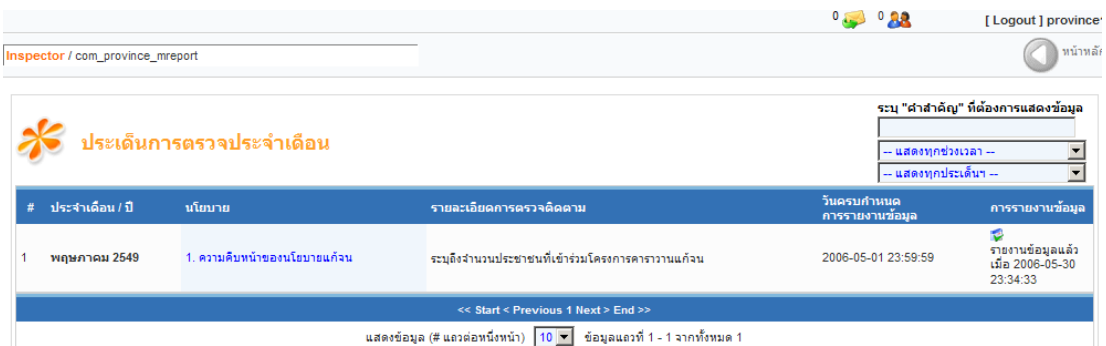 0 0 [ Logout ] province
Inspector / com_province_mreport
หน้าหลัก
ระบุ "คำสำคัญ" ที่ต้องการแสดงข้อมูล
ประเด็นการตรวจประจำเดือน
-- แสดงทุกช่วงเวลา --
-- แสดงทุกประเด็นฯ --
# ประจำเดือน / ปี นโยบาย รายละเอียดการตรวจติดตาม วันครบกำหนด การรายงานข้อมูล การรายงานข้อมูล
1 พฤษภาคม 2549 1. ความคืบหน้าของนโยบายแก้จน ระบุถึงจำนวนประชาชนที่เข้าร่วมโครงการคาราวานแก้จน 2006-05-01 23:59:59
รายงานข้อมูลแล้ว
เมื่อ 2006-05-30
23:34:33
<< Start < Previous 1 Next > End >>
แสดงข้อมูล (# แถวต่อหนึ่งหน้า) 10 ข้อมูลแถวที่ 1 - 1 จากทั้งหมด 1